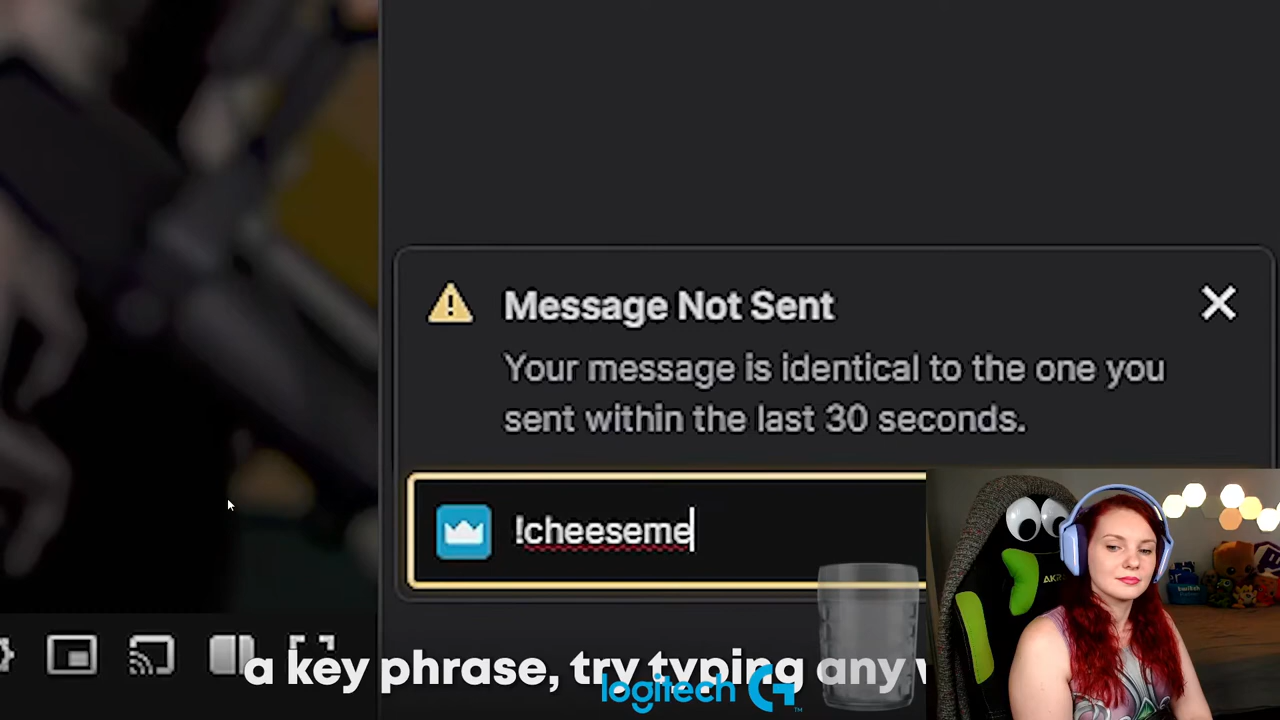 Message Not Sent
Your message is identical to the one you
sent within the last 30 seconds.
!cheeseme
AK
a key phrase, try typing any
logitech G